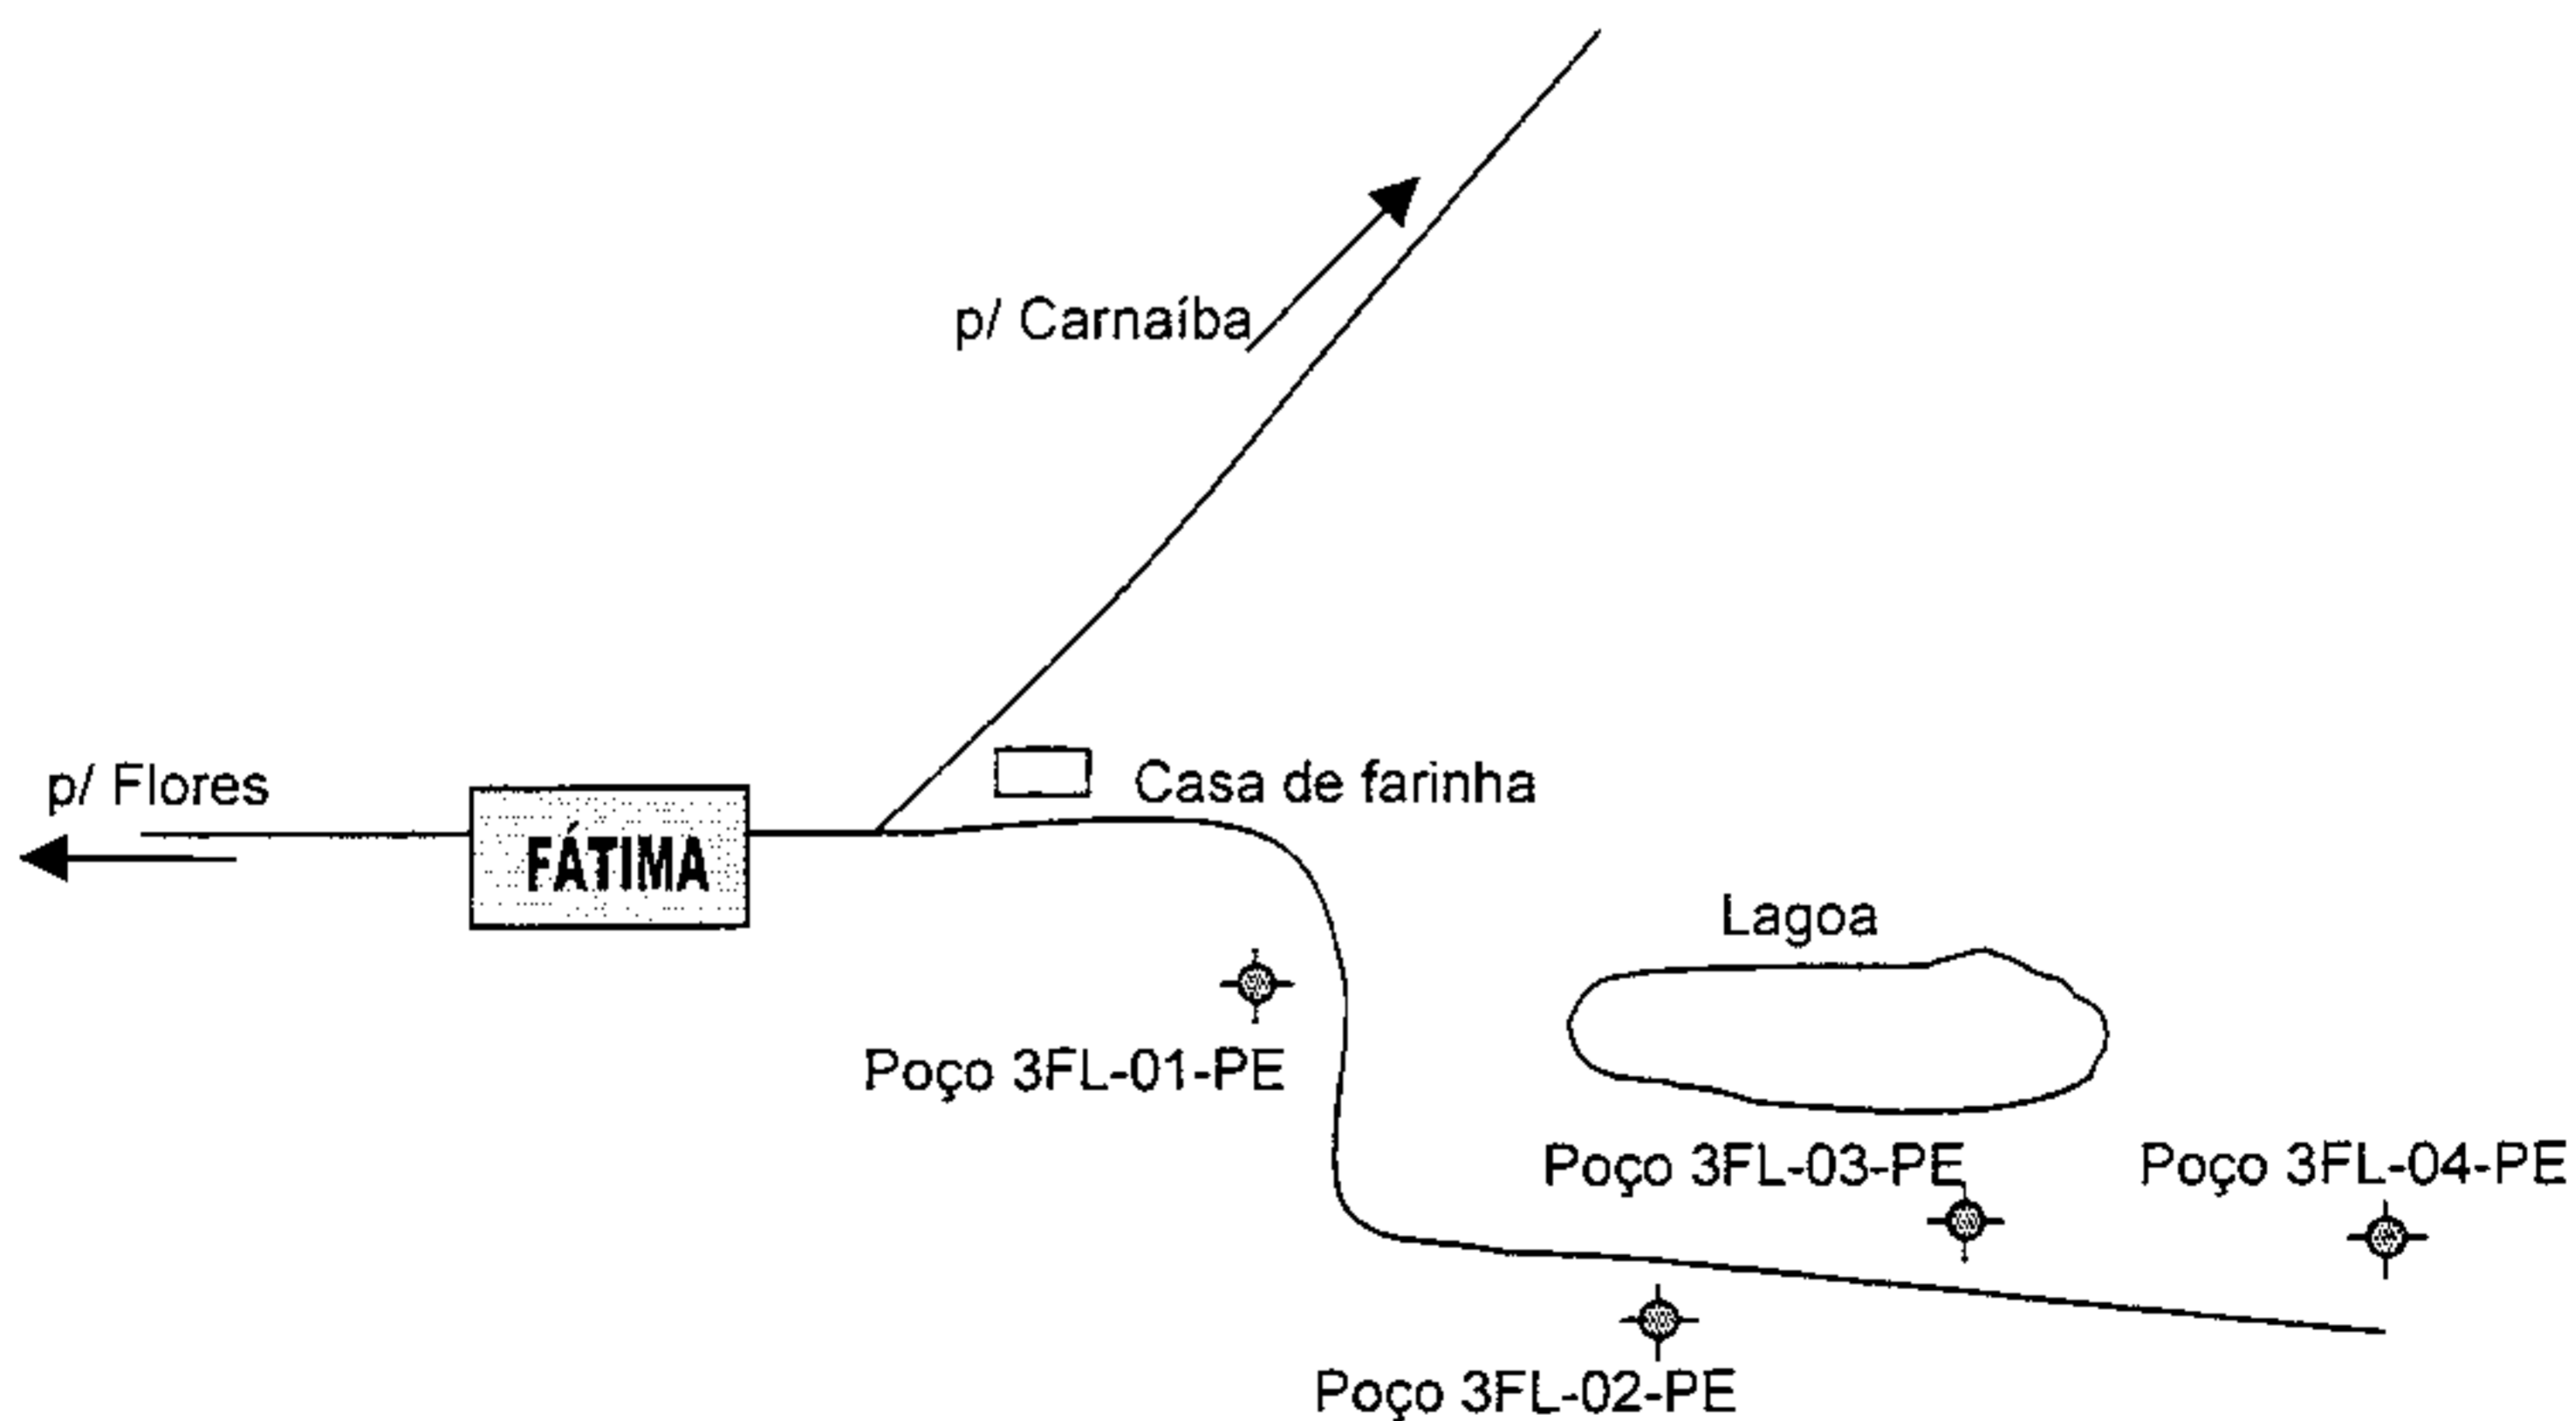 p/ Carnaíba
p/ Flores
Casa de farinha
FÁTIMA
Lagoa
Poço 3FL-01-PE
Poço 3FL-03-PE
Poço 3FL-04-PE
Poço 3FL-02-PE